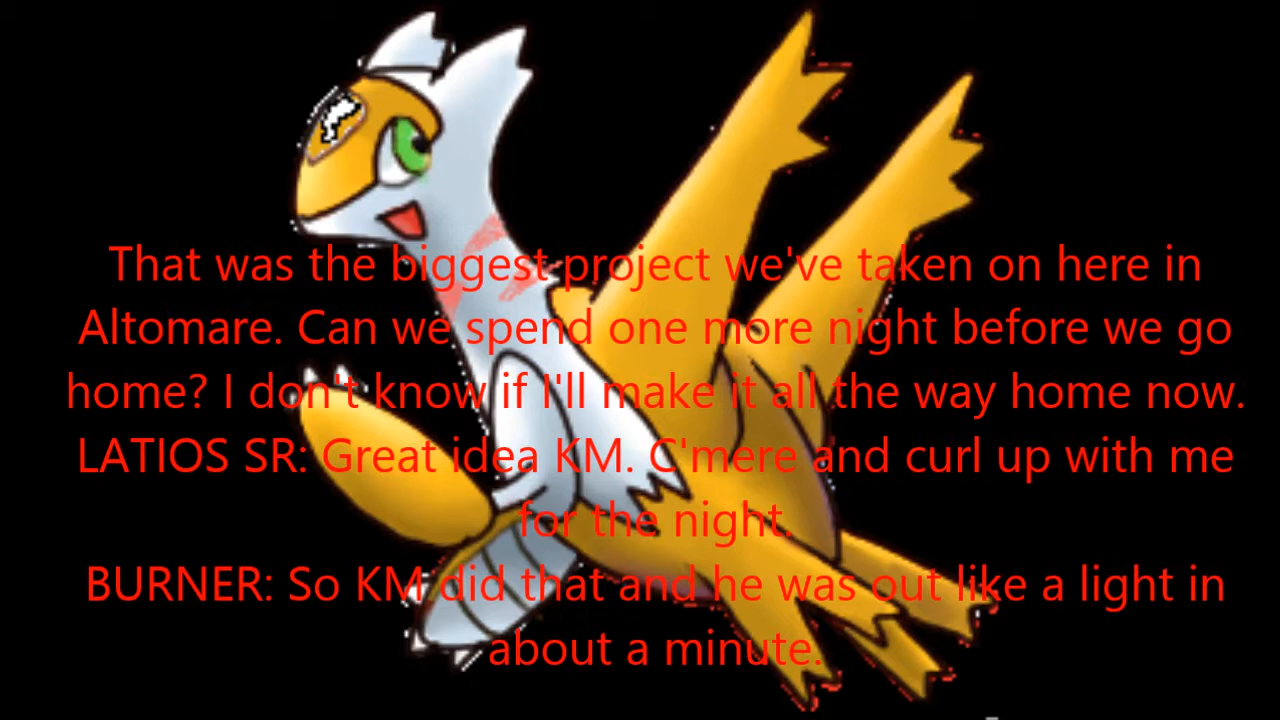 That was the biggest project we've taken on here in
Altomare. Can we spend one more night before we go
home? I don't know if I'll make it all the way home now.
LATIOS SR: Great idea KM. C'mere and curl up with me
for the night.
BURNER: So KM did that and he was out like a light in
about a minute.